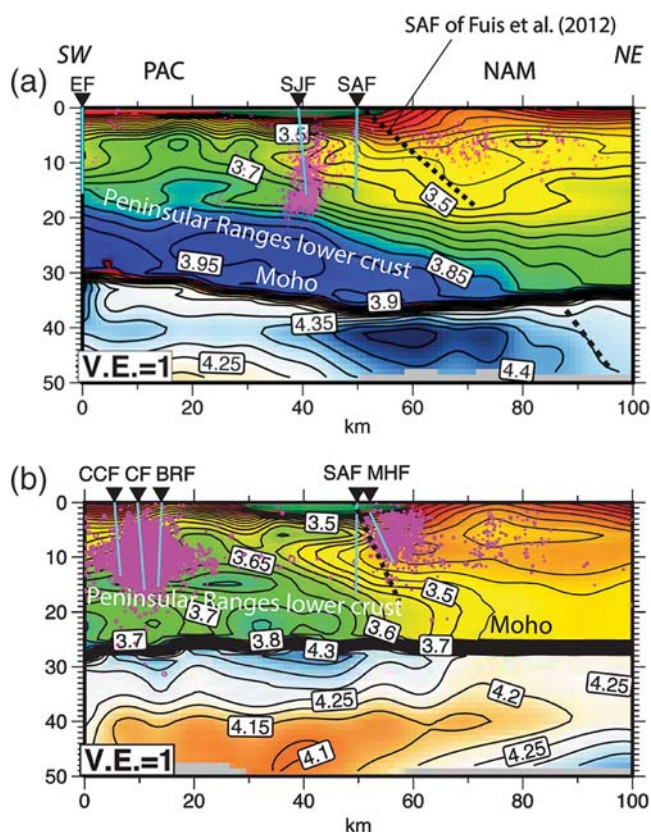 SAF of Fuis et al. (2012)
(a)
SW
PAC
NAM
NE
EF
SJF
SAF
0
10
20
30
40
50
3.5
3.7
3.5
Peninsular Ranges lower crust
3.95
3.85
Moho
3.9
4.35
4.25
4.4
V.E.=1
0
20
40
60
80
100
km
(b)
CCF CF BRF
SAF MHF
0
10
20
30
40
50
3.5
3.65
3.5
Peninsular Ranges lower crust
3.7
3.6
Moho
3.7
3.8
4.3
3.7
4.25
4.2
4.15
4.1
4.25
V.E.=1
0
20
40
60
80
100
km